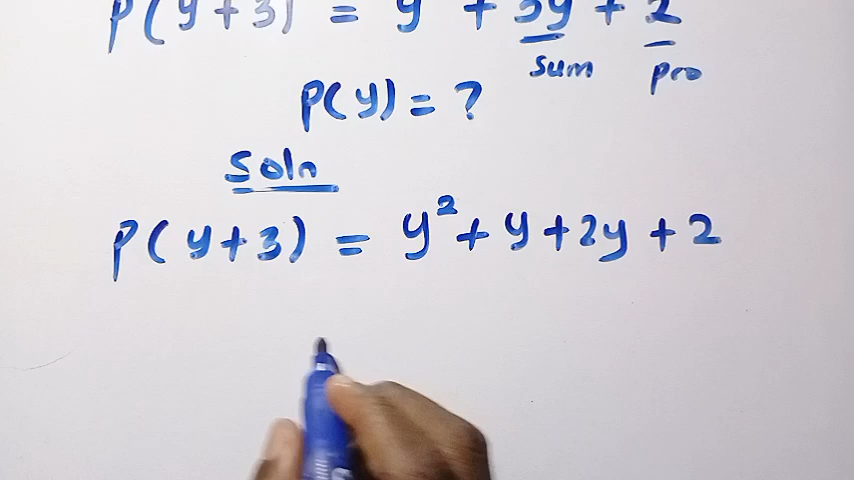 P(y+3) = y + 3y + 2
sum pro
P(y) = ?
Soln
P(y+3) = y² + y + 2y + 2